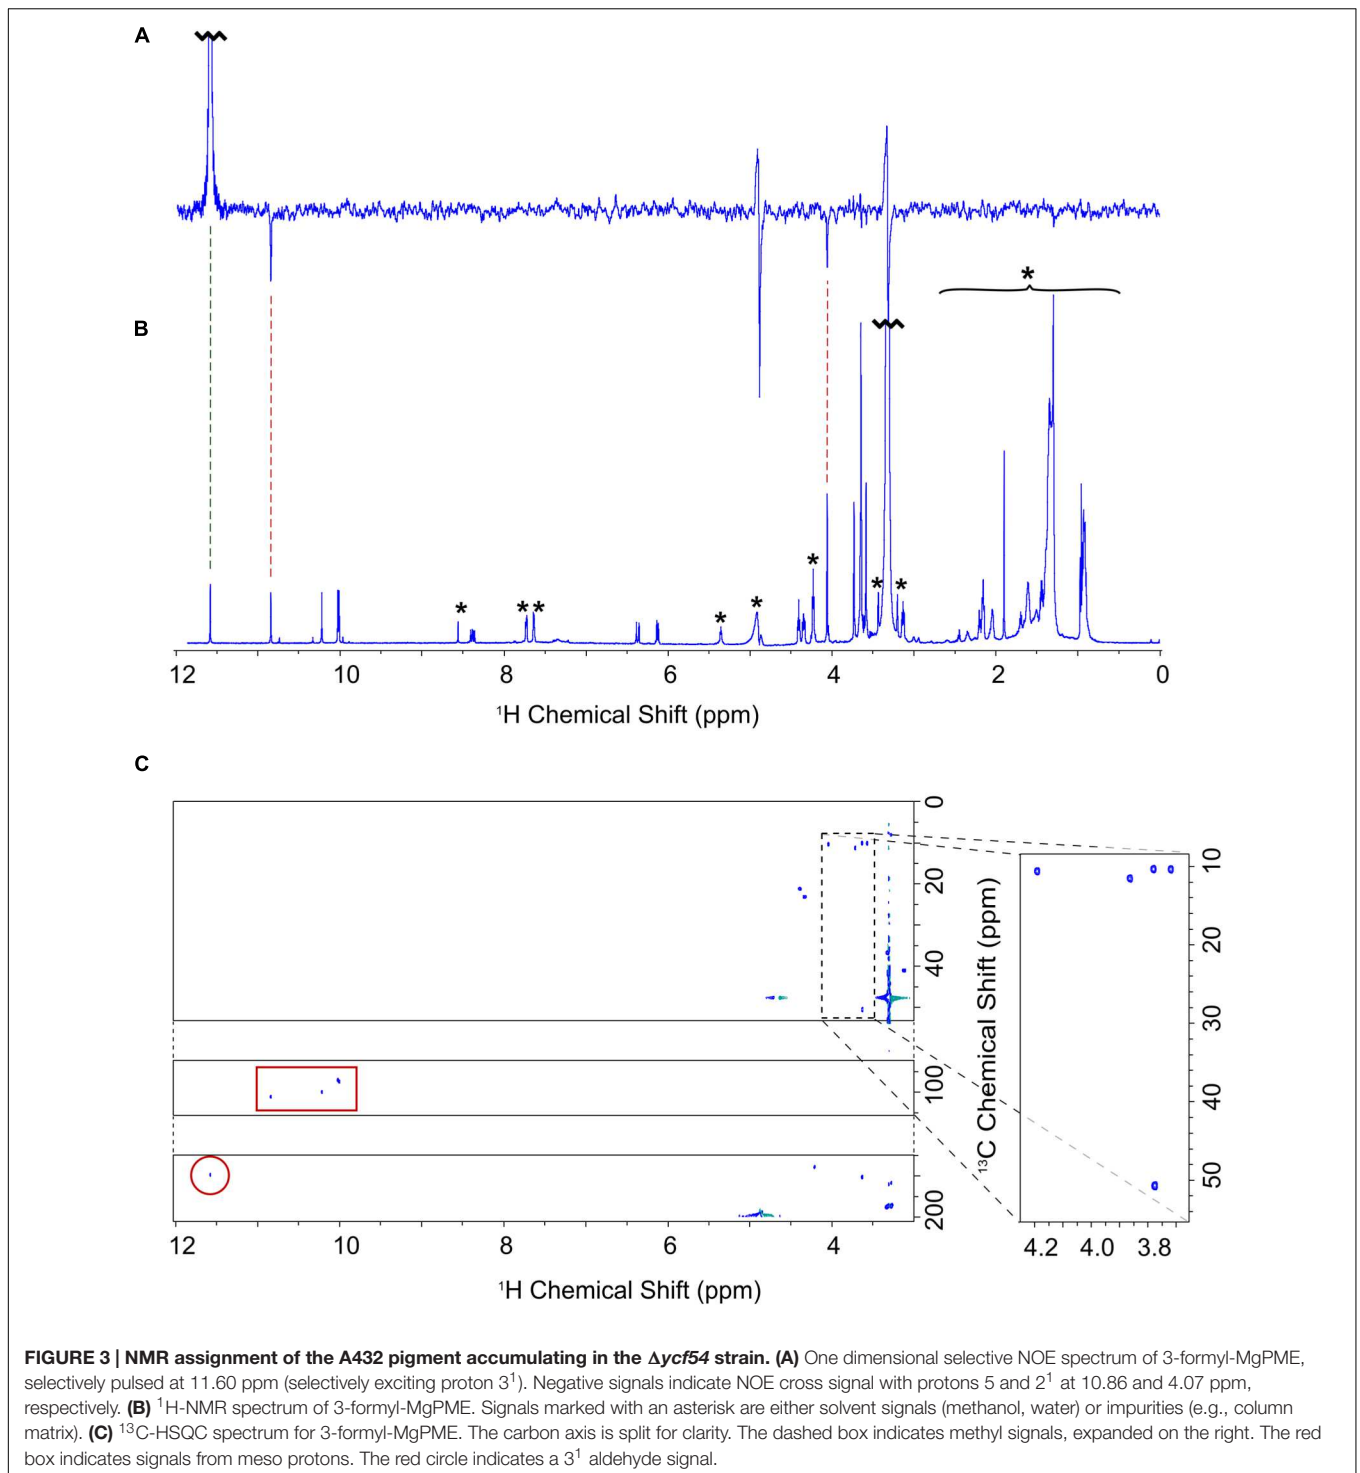 A
*
B
* * * * * * * *
12 10 8 6 4 2 0
¹H Chemical Shift (ppm)
C
0
20
40
100
200
12 10 8 6 4
¹H Chemical Shift (ppm)
¹³C Chemical Shift (ppm)
10
20
30
40
50
4.2 4.0 3.8
FIGURE 3 | NMR assignment of the A432 pigment accumulating in the Δycf54 strain. (A) One dimensional selective NOE spectrum of 3-formyl-MgPME,
selectively pulsed at 11.60 ppm (selectively exciting proton 3¹). Negative signals indicate NOE cross signal with protons 5 and 2¹ at 10.86 and 4.07 ppm,
respectively. (B) ¹H-NMR spectrum of 3-formyl-MgPME. Signals marked with an asterisk are either solvent signals (methanol, water) or impurities (e.g., column
matrix). (C) ¹³C-HSQC spectrum for 3-formyl-MgPME. The carbon axis is split for clarity. The dashed box indicates methyl signals, expanded on the right. The red
box indicates signals from meso protons. The red circle indicates a 3¹ aldehyde signal.